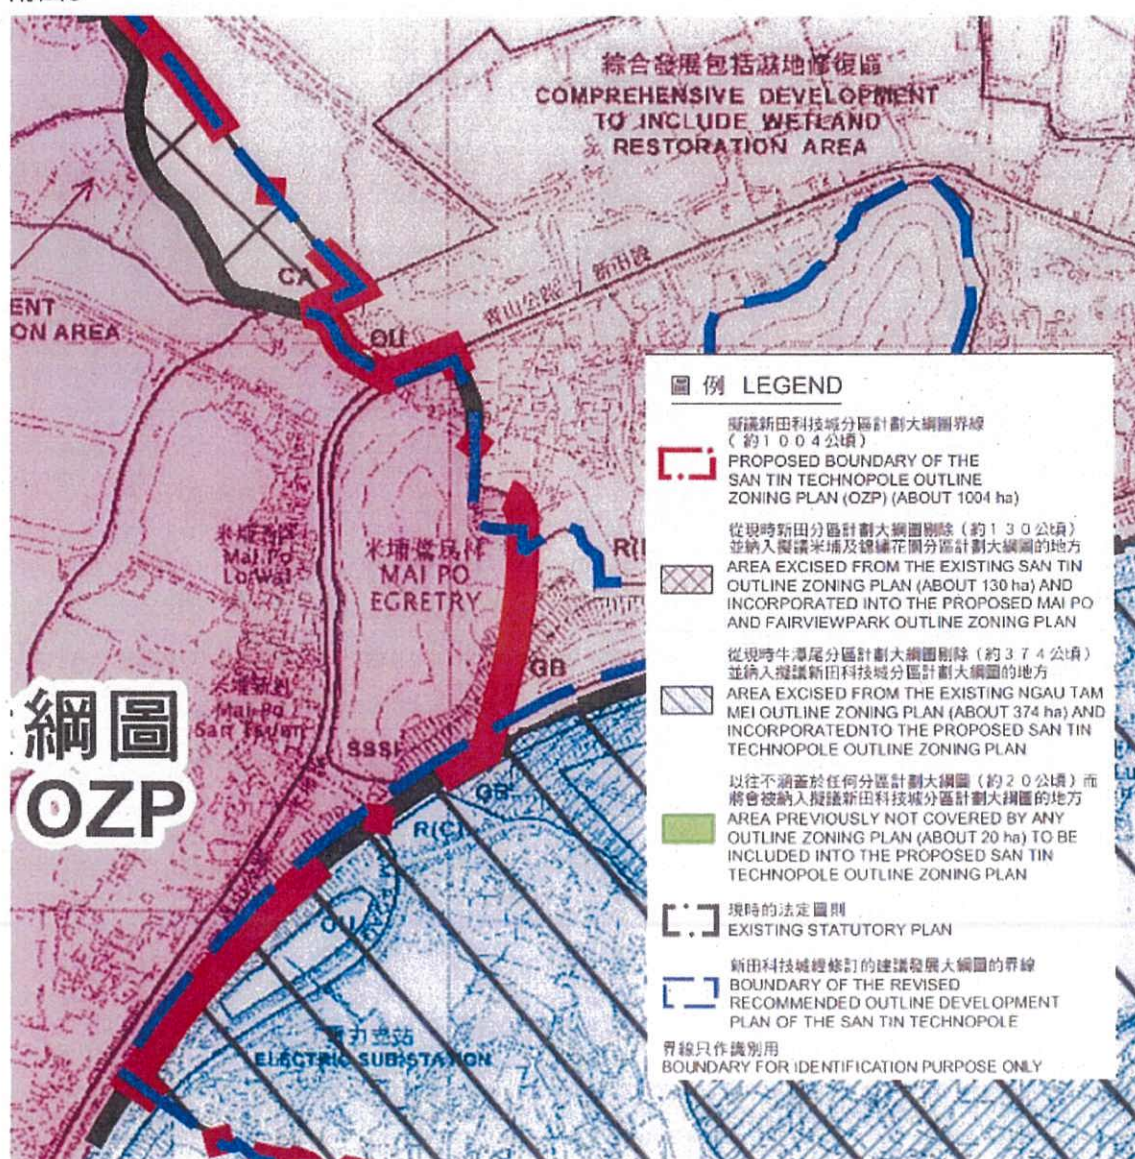 綜合發展包括濕地修復區
COMPREHENSIVE DEVELOPMENT
TO INCLUDE WETLAND
RESTORATION AREA
CA
新田段
青山公路
ENT
ON AREA
OU
米埔老圍
Mai Po
Lo Wai
米埔鷺鳥林
MAI PO
EGRETRY
米埔新村
Mai Po
San Tsuen
SSSI
GB
GB
R(C)
OU
綱圖
OZP
電力支站
ELECTRIC SUBSTATION
圖例 LEGEND
擬議新田科技城分區計劃大綱圖界線
(約1004公頃)
PROPOSED BOUNDARY OF THE
SAN TIN TECHNOPOLE OUTLINE
ZONING PLAN (OZP) (ABOUT 1004 ha)
從現時新田分區計劃大綱圖剔除(約130公頃)
並納入擬議米埔及錦繡花園分區計劃大綱圖的地方
AREA EXCISED FROM THE EXISTING SAN TIN
OUTLINE ZONING PLAN (ABOUT 130 ha) AND
INCORPORATED INTO THE PROPOSED MAI PO
AND FAIRVIEWPARK OUTLINE ZONING PLAN
從現時牛潭尾分區計劃大綱圖剔除(約374公頃)
並納入擬議新田科技城分區計劃大綱圖的地方
AREA EXCISED FROM THE EXISTING NGAU TAM
MEI OUTLINE ZONING PLAN (ABOUT 374 ha) AND
INCORPORATEDNTO THE PROPOSED SAN TIN
TECHNOPOLE OUTLINE ZONING PLAN
以往不涵蓋於任何分區計劃大綱圖(約20公頃)而
將會被納入擬議新田科技城分區計劃大綱圖的地方
AREA PREVIOUSLY NOT COVERED BY ANY
OUTLINE ZONING PLAN (ABOUT 20 ha) TO BE
INCLUDED INTO THE PROPOSED SAN TIN
TECHNOPOLE OUTLINE ZONING PLAN
現時的法定圖則
EXISTING STATUTORY PLAN
新田科技城經修訂的建議發展大綱圖的界線
BOUNDARY OF THE REVISED
RECOMMENDED OUTLINE DEVELOPMENT
PLAN OF THE SAN TIN TECHNOPOLE
界線只作識別用
BOUNDARY FOR IDENTIFICATION PURPOSE ONLY